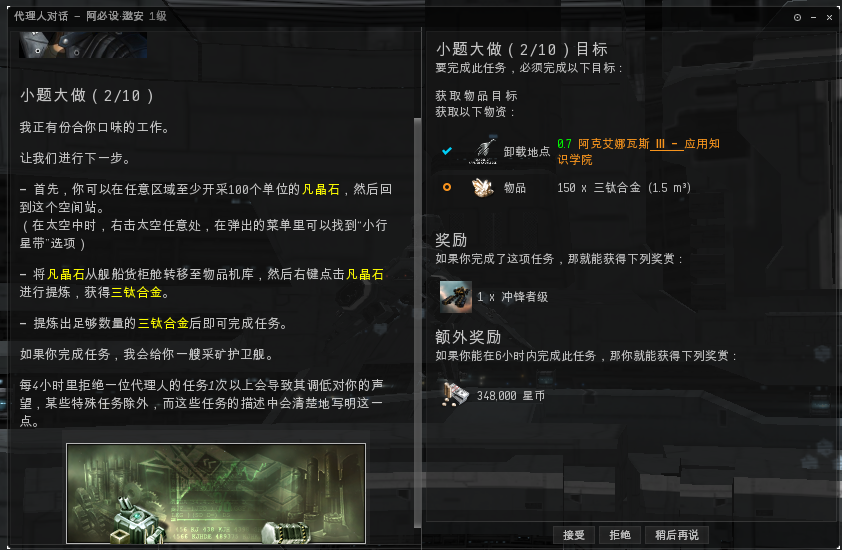 代理人对话 - 阿必设·邀安 1级
小题大做（2/10）
我正有份合你口味的工作。
让我们进行下一步。
- 首先，你可以在任意区域至少开采100个单位的凡晶石，然后回
到这个空间站。
（在太空中时，右击太空任意处，在弹出的菜单里可以找到“小行
星带”选项）
- 将凡晶石从舰船货柜舱转移至物品机库，然后右键点击凡晶石
进行提炼，获得三钛合金。
- 提炼出足够数量的三钛合金后即可完成任务。
如果你完成任务，我会给你一艘采矿护卫舰。
每4小时里拒绝一位代理人的任务1次以上会导致其调低对你的声
望，某些特殊任务除外，而这些任务的描述中会清楚地写明这一
点。
小题大做（2/10）目标
要完成此任务，必须完成以下目标：
获取物品目标
获取以下物资：
卸载地点 0.7 阿克艾娜瓦斯 III - 应用知
识学院
物品 150 x 三钛合金 (1.5 m³)
奖励
如果你完成了这项任务，那就能获得下列奖赏：
1 x 冲锋者级
额外奖励
如果你能在6小时内完成此任务，那你就能获得下列奖赏：
348,000 星币
接受 拒绝 稍后再说